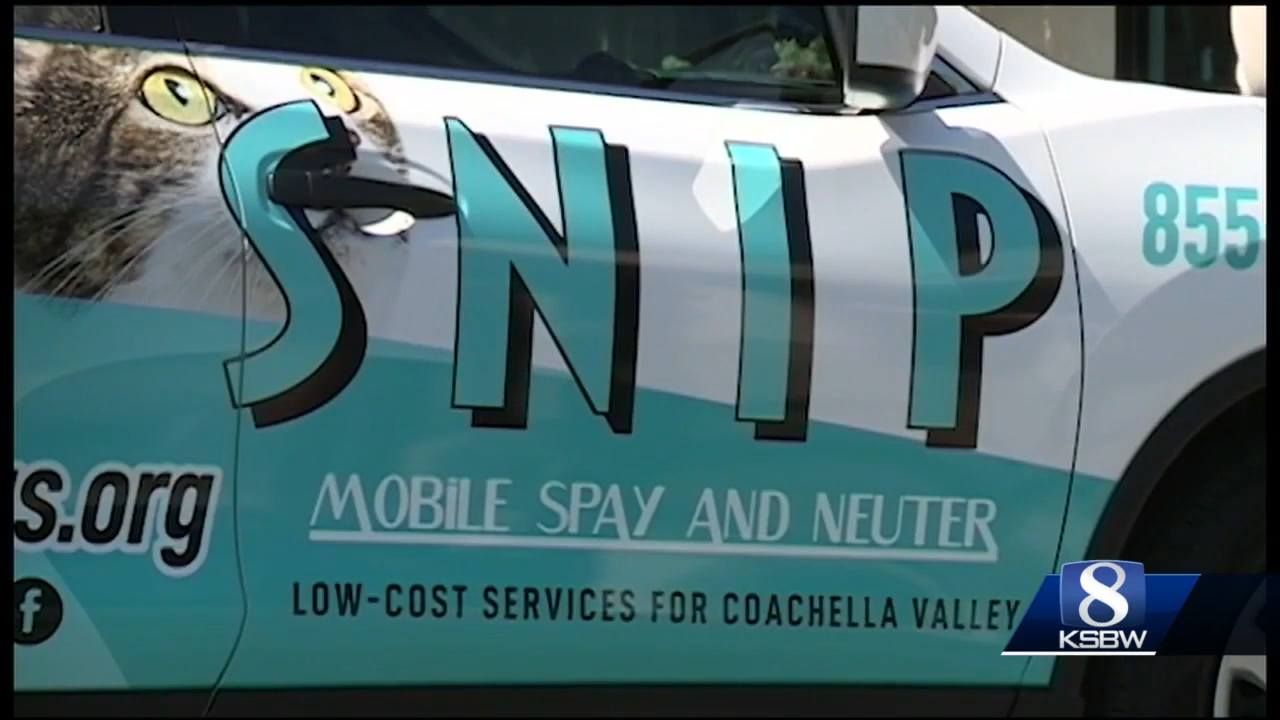 SNIP
855
MOBiLE SPAY AND NEUTER
s.org
LOW-COST SERVICES FOR COACHELLA VALLEY
f
8
KSBW